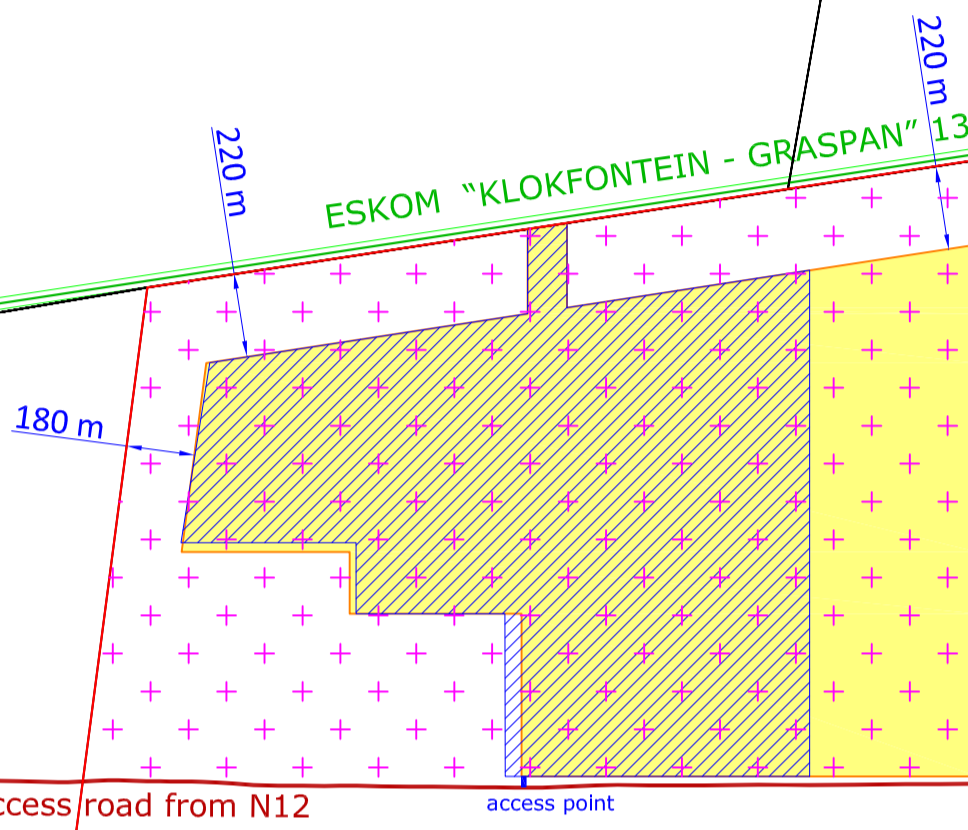 220 m
220 m
ESKOM “KLOKFONTEIN - GRASPAN” 13
180 m
ccess road from N12
access point